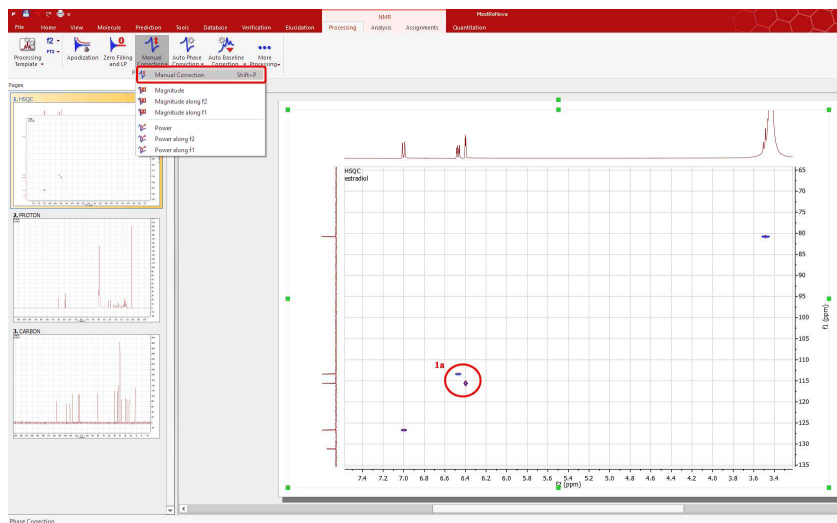 NMR
MestReNova
File Home View Molecule Prediction Tools Database Verification Elucidation Processing Analysis Assignments Quantitation
Processing Template
f2
FT2
Apodization
Zero Filling and LP
Manual Correction
Auto Phase Correction
Auto Baseline Correction
More Processing
Manual Correction Shift+P
Magnitude
Magnitude along f2
Magnitude along f1
Power
Power along f2
Power along f1
Pages
1. HSQC
2. PROTON
3. CARBON
HSQC
estradiol
1a
65
70
75
80
85
90
95
100
105
110
115
120
125
130
135
f1 (ppm)
7.4 7.2 7.0 6.8 6.6 6.4 6.2 6.0 5.8 5.6 5.4 5.2 5.0 4.8 4.6 4.4 4.2 4.0 3.8 3.6 3.4
f2 (ppm)
Phase Correction